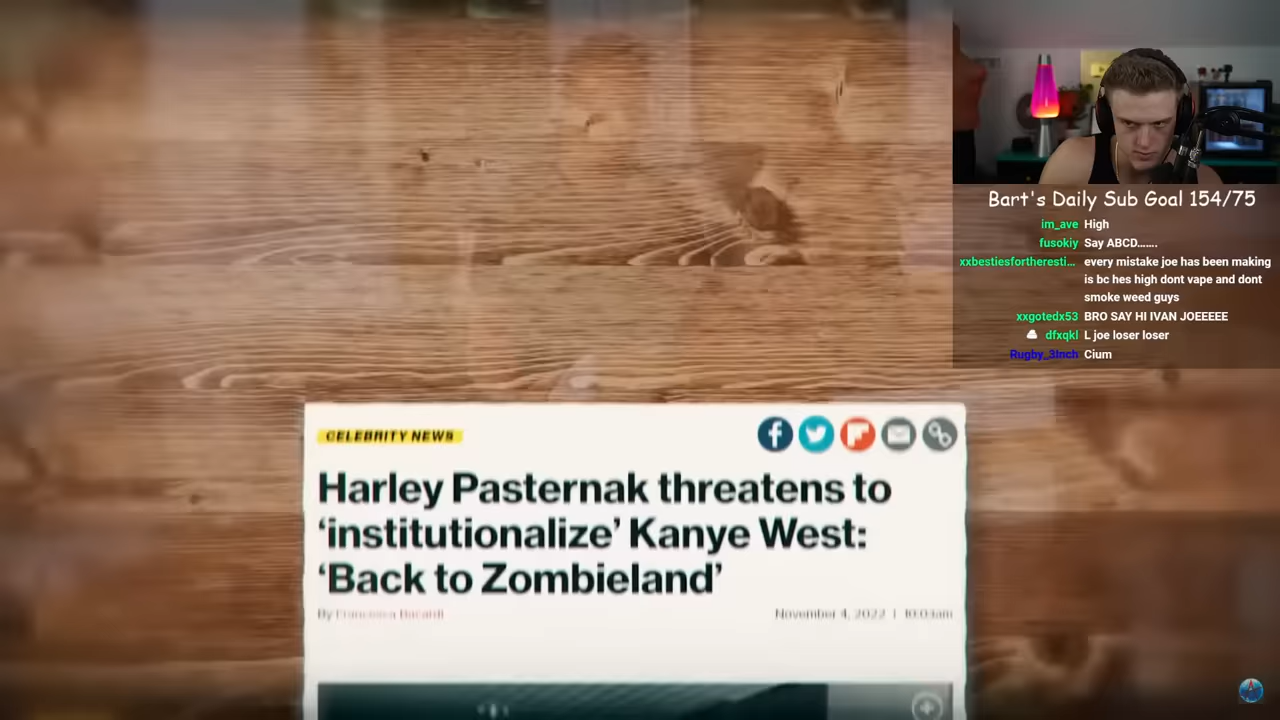 Bart's Daily Sub Goal 154/75
im_ave High
fusokiy Say ABCD.......
xxbestiesfortheresti... every mistake joe has been making
is bc hes high dont vape and dont
smoke weed guys
xxgotedx53 BRO SAY HI IVAN JOEEEEE
dfxqkl L joe loser loser
Rugby_3Inch Cium
CELEBRITY NEWS
Harley Pasternak threatens to
‘institutionalize’ Kanye West:
‘Back to Zombieland’
By Francesca Bacardi November 4, 2022 | 10:03am